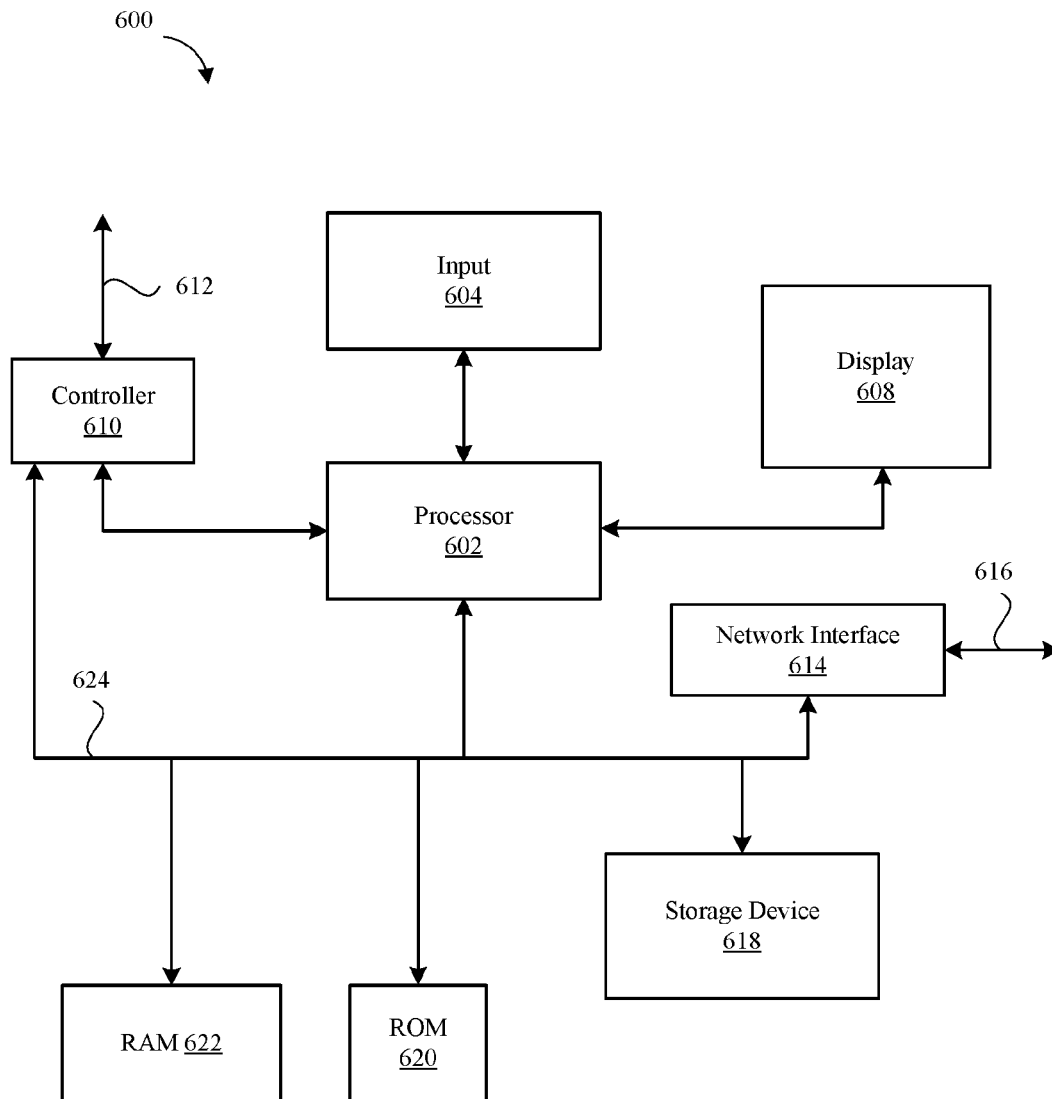 600
Input
604
612
Display
608
Controller
610
Processor
602
616
Network Interface
614
624
Storage Device
618
RAM 622
ROM
620